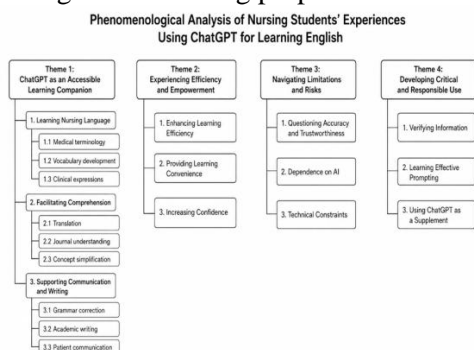 Phenomenological Analysis of Nursing Students' Experiences
Using ChatGPT for Learning English
Theme 1:
ChatGPT as an Accessible
Learning Companion
1. Learning Nursing Language
1.1 Medical terminology
1.2 Vocabulary development
1.3 Clinical expressions
2. Facilitating Comprehension
2.1 Translation
2.2 Journal understanding
2.3 Concept simplification
3. Supporting Communication
and Writing
3.1 Grammar correction
3.2 Academic writing
3.3 Patient communication
Theme 2:
Experiencing Efficiency
and Empowerment
1. Enhancing Learning
Efficiency
2. Providing Learning
Convenience
3. Increasing Confidence
Theme 3:
Navigating Limitations
and Risks
1. Questioning Accuracy
and Trustworthiness
2. Dependence on AI
3. Technical Constraints
Theme 4:
Developing Critical
and Responsible Use
1. Verifying Information
2. Learning Effective
Prompting
3. Using ChatGPT as
a Supplement